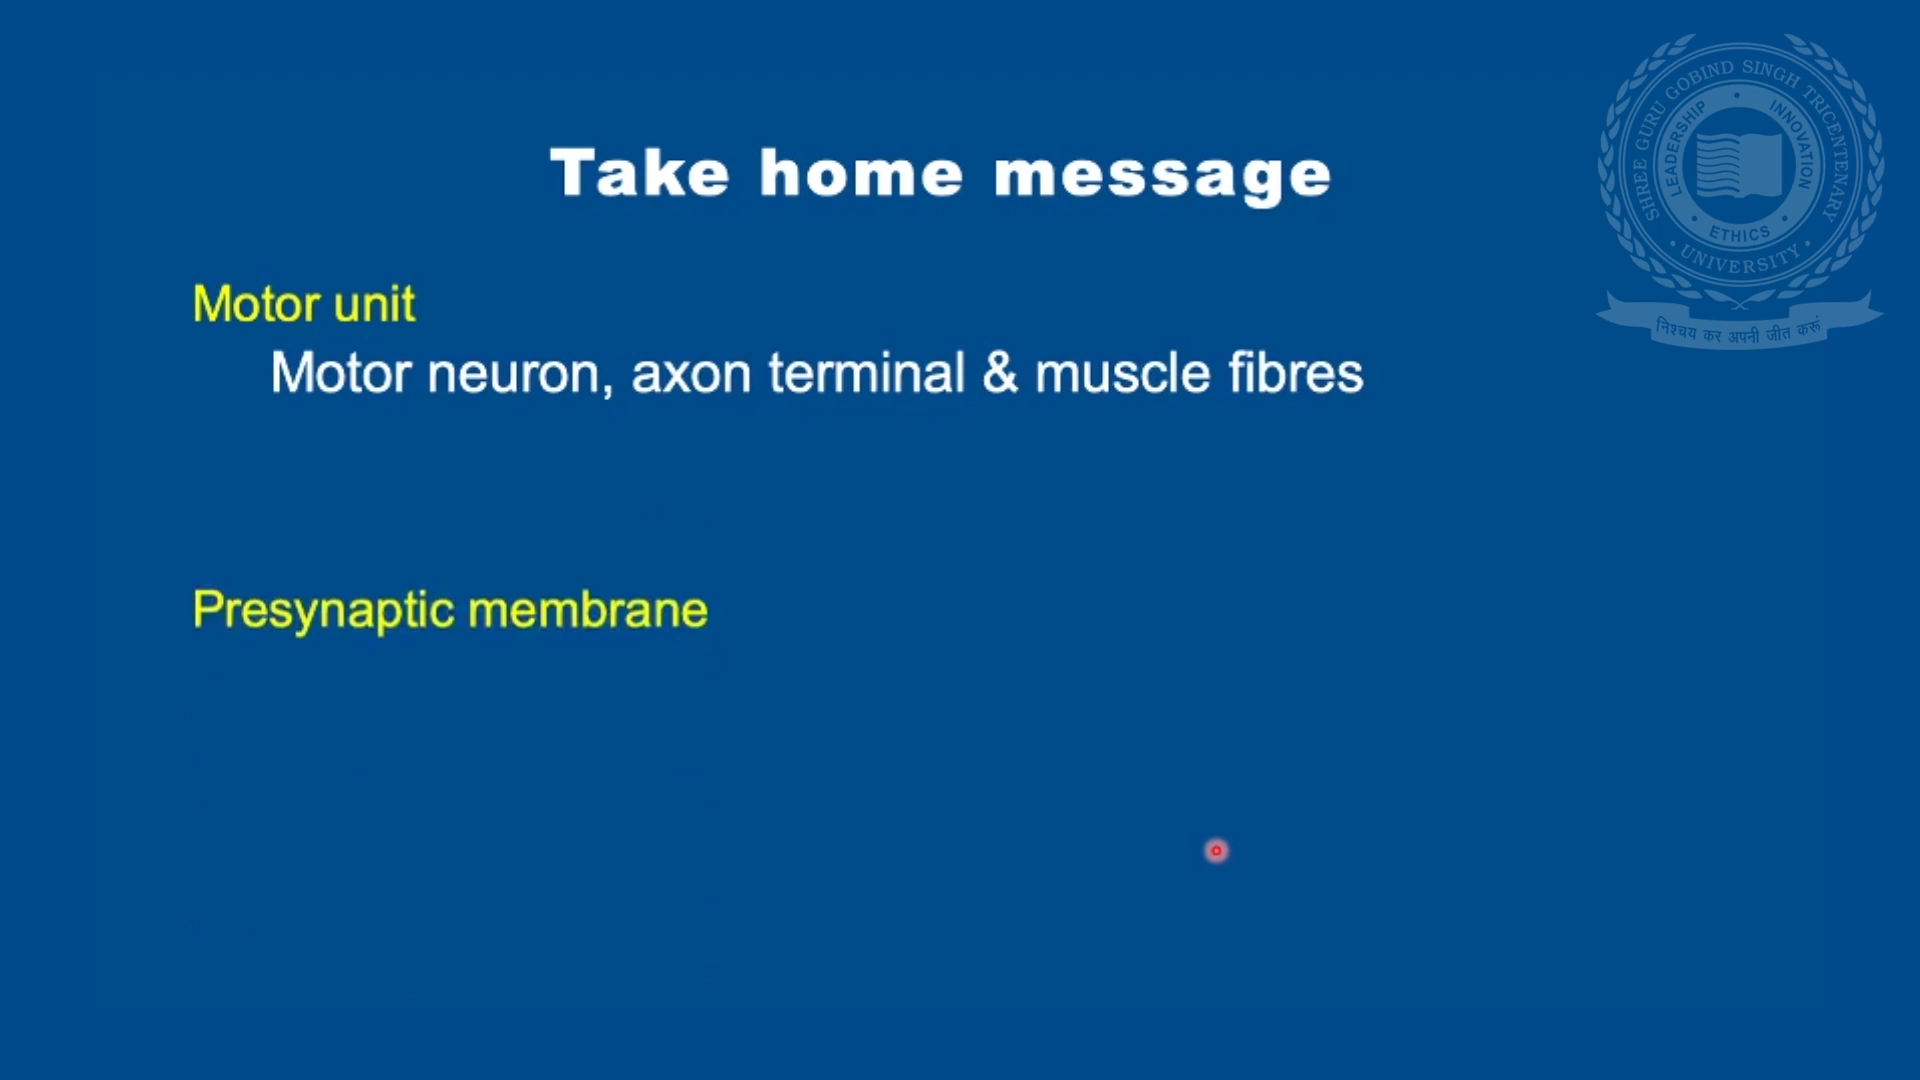 Take home message
Motor unit
Motor neuron, axon terminal & muscle fibres
Presynaptic membrane
SHREE GURU GOBIND SINGH TRICENTENARY
UNIVERSITY
LEADERSHIP
INNOVATION
ETHICS
निश्चय कर अपनी जीत करूं